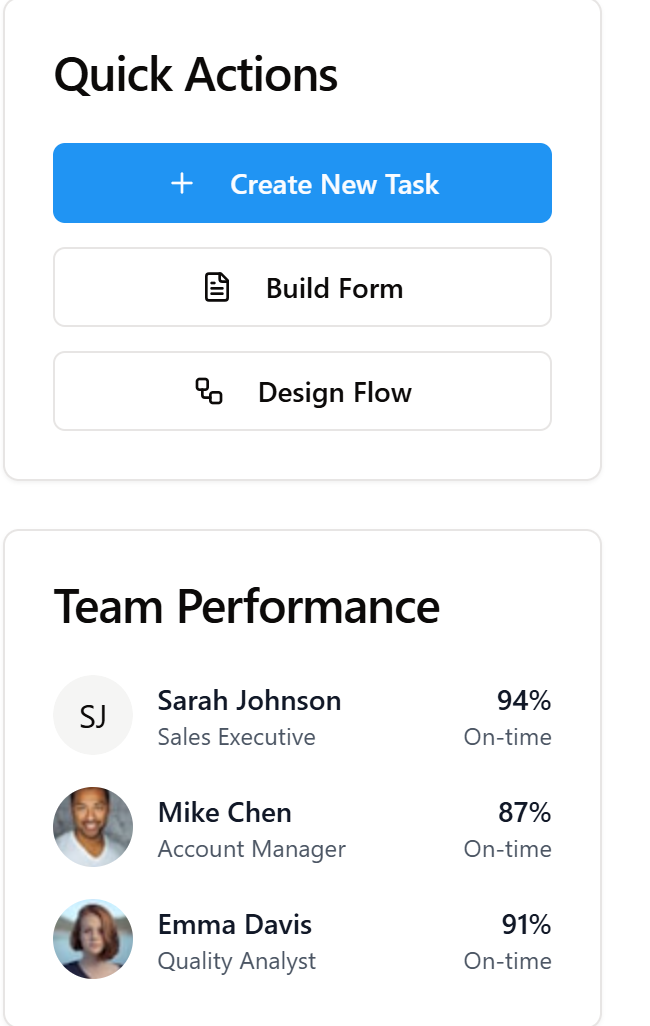 Quick Actions
Create New Task
Build Form
Design Flow
Team Performance
SJ
Sarah Johnson
94%
Sales Executive
On-time
Mike Chen
87%
Account Manager
On-time
Emma Davis
91%
Quality Analyst
On-time